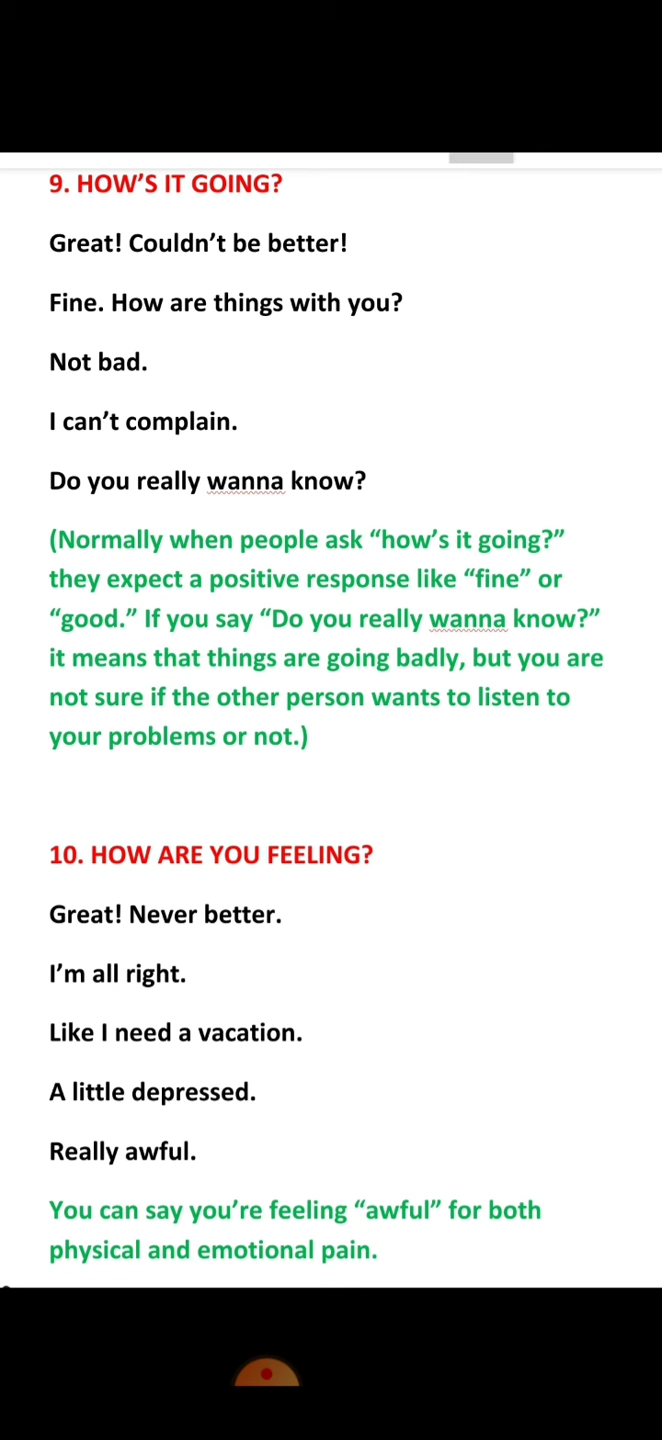 9. HOW’S IT GOING?
Great! Couldn’t be better!
Fine. How are things with you?
Not bad.
I can’t complain.
Do you really wanna know?
(Normally when people ask “how’s it going?”
they expect a positive response like “fine” or
“good.” If you say “Do you really wanna know?”
it means that things are going badly, but you are
not sure if the other person wants to listen to
your problems or not.)
10. HOW ARE YOU FEELING?
Great! Never better.
I’m all right.
Like I need a vacation.
A little depressed.
Really awful.
You can say you’re feeling “awful” for both
physical and emotional pain.